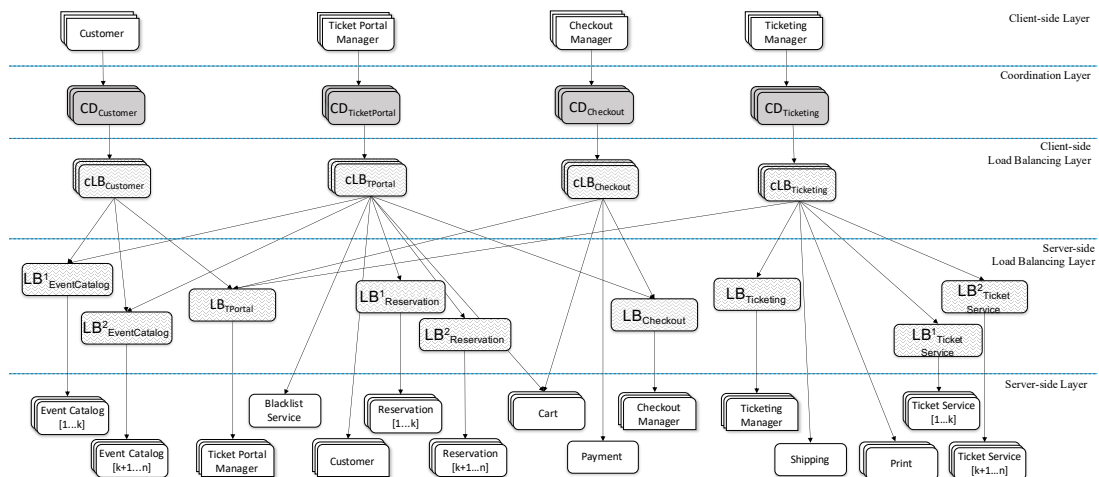 Client-side Layer
Customer
Ticket Portal
Manager
Checkout
Manager
Ticketing
Manager
Coordination Layer
CDCustomer
CDTicketPortal
CDCheckout
CDTicketing
Client-side
Load Balancing Layer
cLBCustomer
cLBTPortal
cLBCheckout
cLBTicketing
Server-side
Load Balancing Layer
LB1EventCatalog
LB2EventCatalog
LBTPortal
LB1Reservation
LB2Reservation
LBCheckout
LBTicketing
LB2Ticket
Service
LB1Ticket
Service
Server-side Layer
Event Catalog
[1...k]
Event Catalog
[k+1...n]
Ticket Portal
Manager
Blacklist
Service
Customer
Reservation
[1...k]
Reservation
[k+1...n]
Cart
Payment
Checkout
Manager
Ticketing
Manager
Shipping
Print
Ticket Service
[1...k]
Ticket Service
[k+1...n]